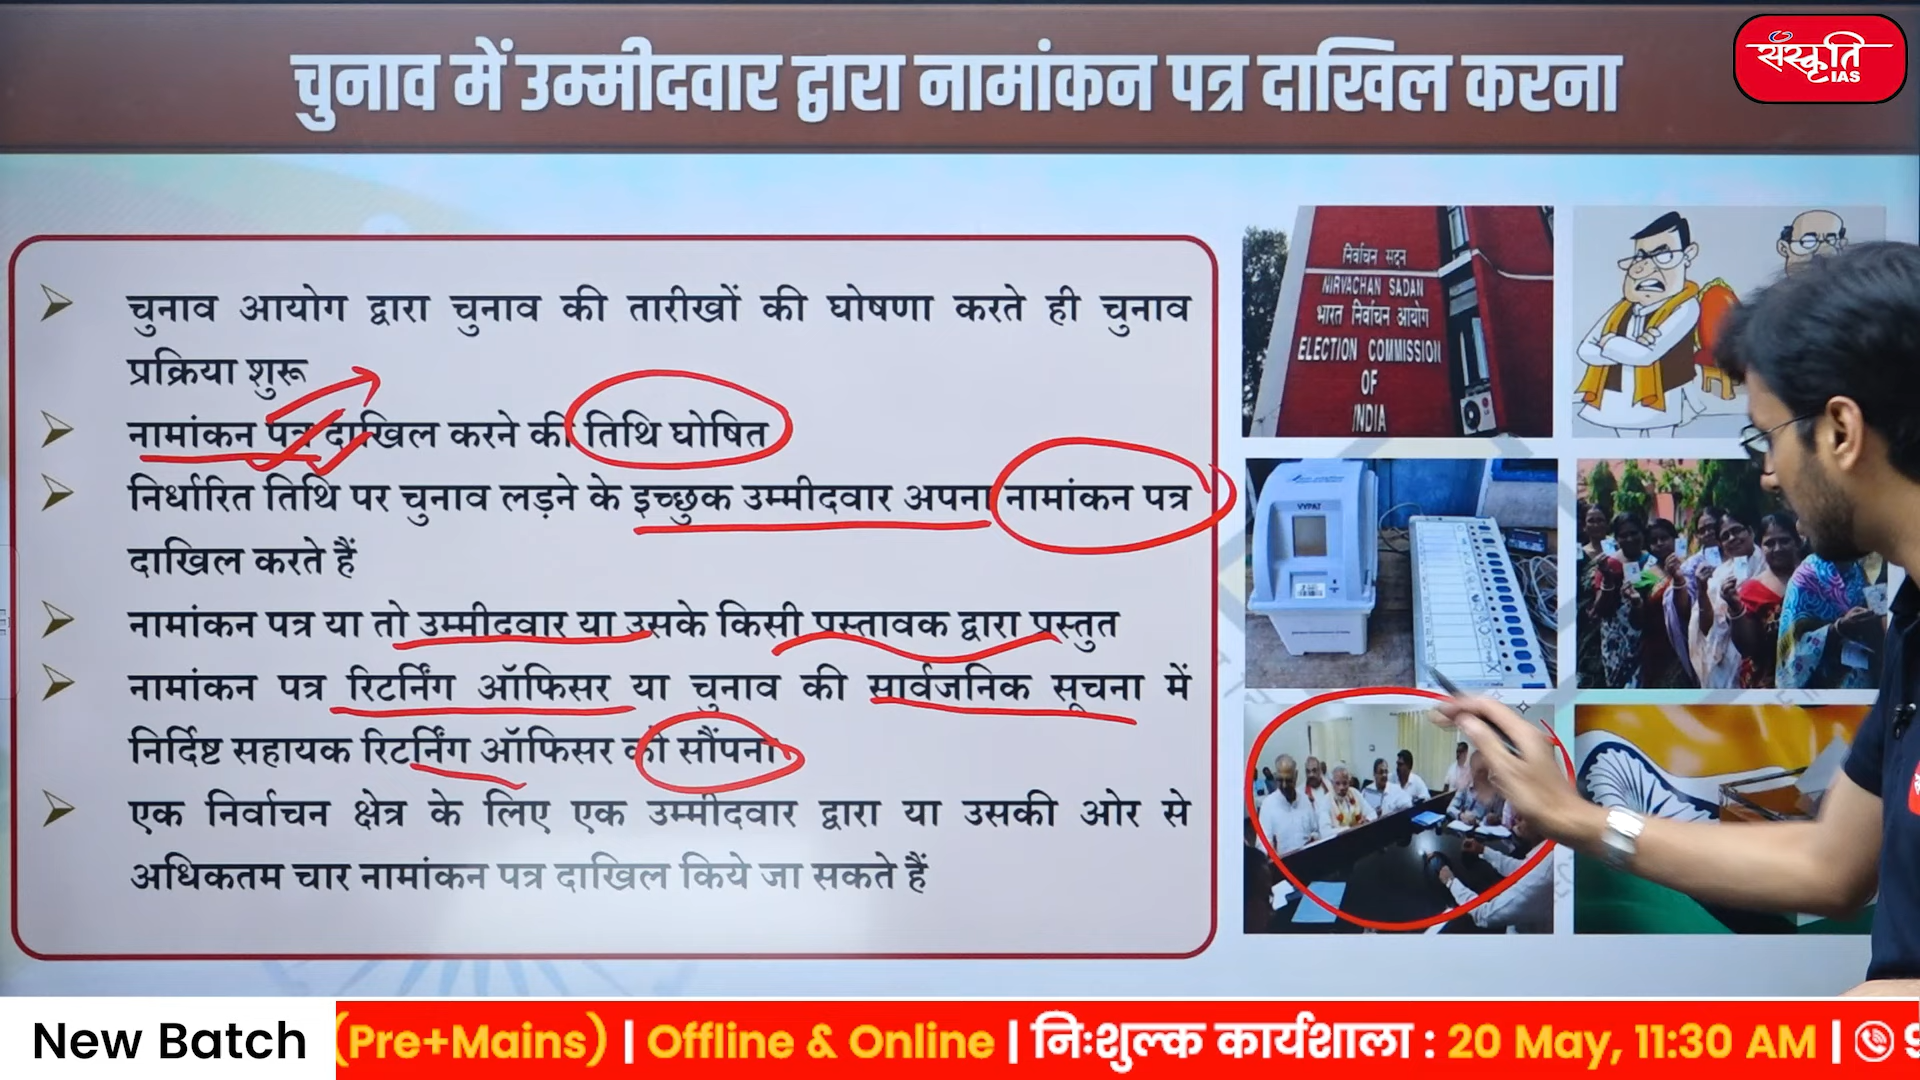 चुनाव में उम्मीदवार द्वारा नामांकन पत्र दाखिल करना
संस्कृति
IAS
चुनाव आयोग द्वारा चुनाव की तारीखों की घोषणा करते ही चुनाव
प्रक्रिया शुरू
नामांकन पत्र दाखिल करने की तिथि घोषित
निर्धारित तिथि पर चुनाव लड़ने के इच्छुक उम्मीदवार अपना नामांकन पत्र
दाखिल करते हैं
नामांकन पत्र या तो उम्मीदवार या उसके किसी प्रस्तावक द्वारा प्रस्तुत
नामांकन पत्र रिटर्निंग ऑफिसर या चुनाव की सार्वजनिक सूचना में
निर्दिष्ट सहायक रिटर्निंग ऑफिसर को सौंपना
एक निर्वाचन क्षेत्र के लिए एक उम्मीदवार द्वारा या उसकी ओर से
अधिकतम चार नामांकन पत्र दाखिल किये जा सकते हैं
निर्वाचन सदन
NIRVACHAN SADAN
भारत निर्वाचन आयोग
ELECTION COMMISSION
OF
INDIA
VVPAT
New Batch (Pre+Mains) | Offline & Online | निःशुल्क कार्यशाला : 20 May, 11:30 AM | 9